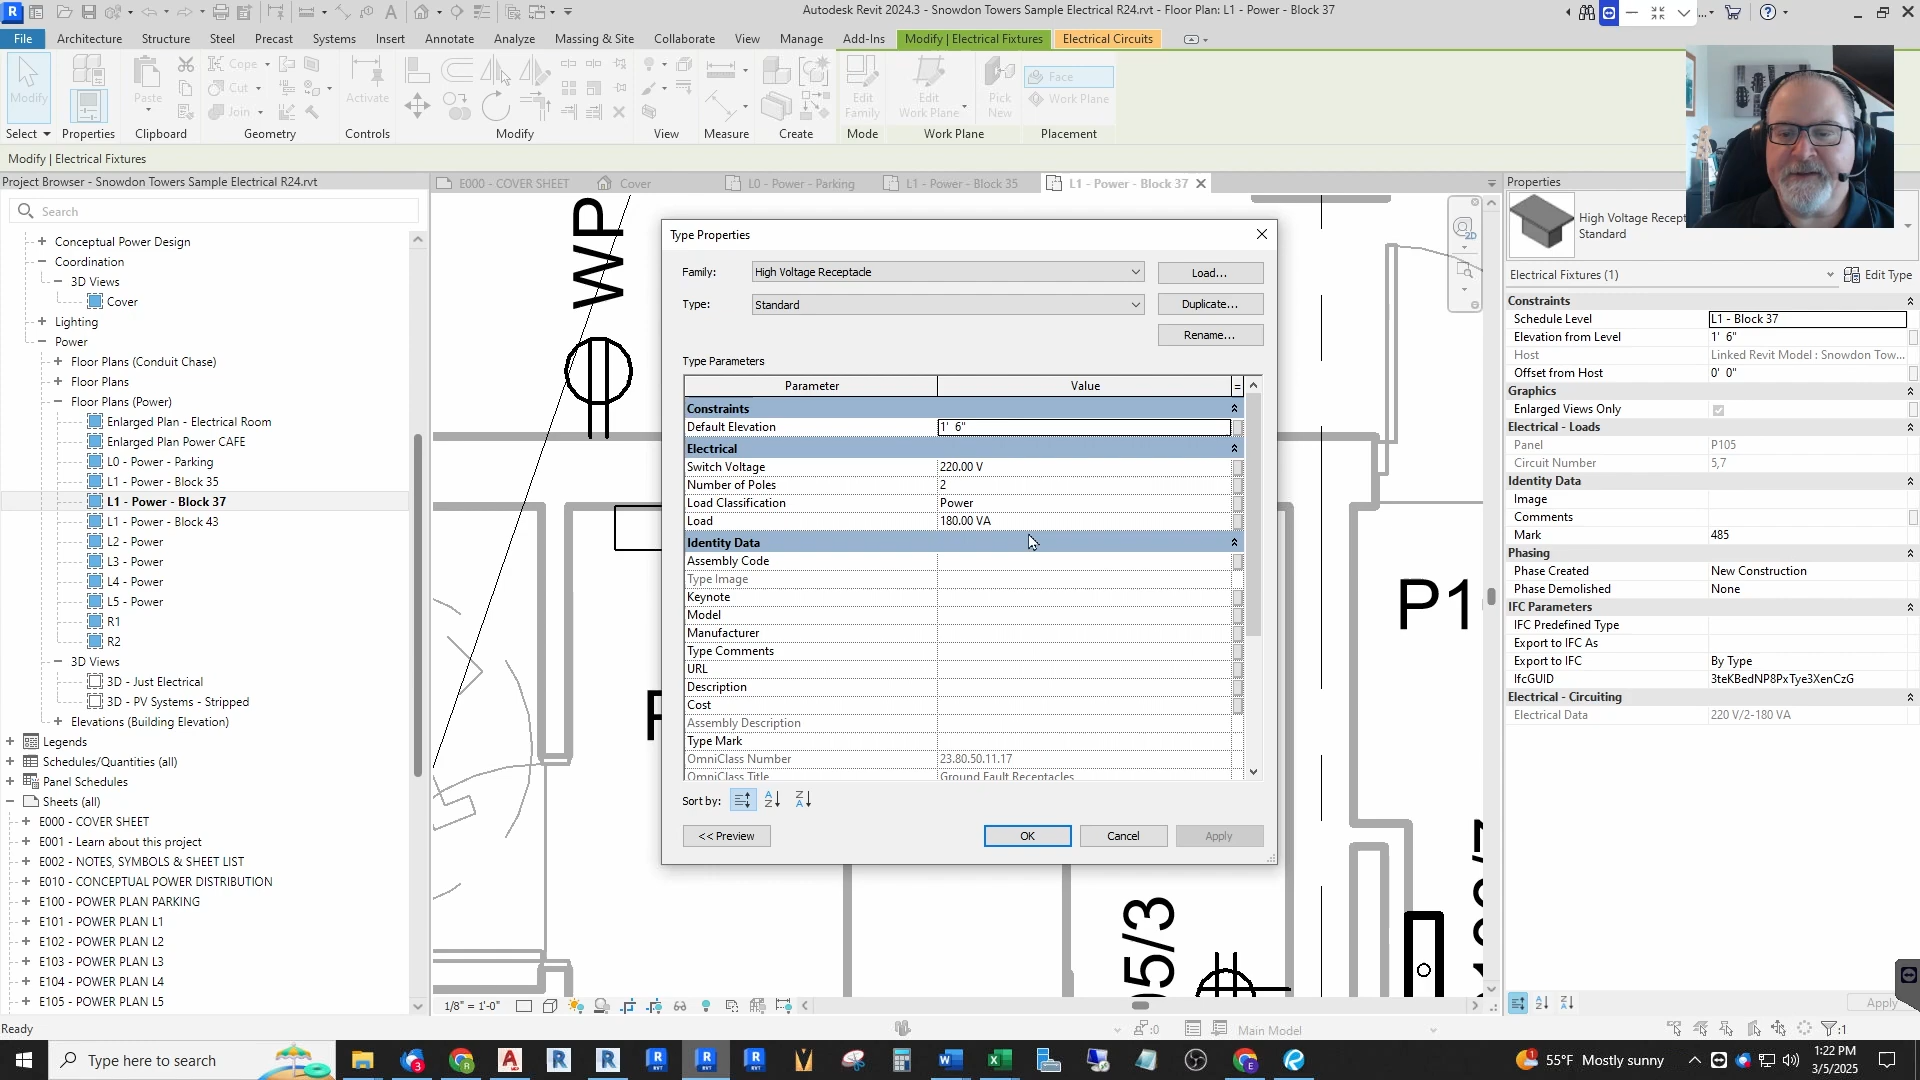 Autodesk Revit 2024.3 - Snowdon Towers Sample Electrical R24.rvt - Floor Plan: L1 - Power - Block 37
File Architecture Structure Steel Precast Systems Insert Annotate Analyze Massing & Site Collaborate View Manage Add-Ins Modify | Electrical Fixtures Electrical Circuits
Modify Paste Cope Cut Join Activate Edit Family Edit Work Plane Pick New Face Work Plane
Select Properties Clipboard Geometry Controls Modify View Measure Create Mode Work Plane Placement
Modify | Electrical Fixtures
Project Browser - Snowdon Towers Sample Electrical R24.rvt
Search
Conceptual Power Design
Coordination
3D Views
Cover
Lighting
Power
Floor Plans (Conduit Chase)
Floor Plans
Floor Plans (Power)
Enlarged Plan - Electrical Room
Enlarged Plan Power CAFE
L0 - Power - Parking
L1 - Power - Block 35
L1 - Power - Block 37
L1 - Power - Block 43
L2 - Power
L3 - Power
L4 - Power
L5 - Power
R1
R2
3D Views
3D - Just Electrical
3D - PV Systems - Stripped
Elevations (Building Elevation)
Legends
Schedules/Quantities (all)
Panel Schedules
Sheets (all)
E000 - COVER SHEET
E001 - Learn about this project
E002 - NOTES, SYMBOLS & SHEET LIST
E010 - CONCEPTUAL POWER DISTRIBUTION
E100 - POWER PLAN PARKING
E101 - POWER PLAN L1
E102 - POWER PLAN L2
E103 - POWER PLAN L3
E104 - POWER PLAN L4
E105 - POWER PLAN L5
E000 - COVER SHEET Cover L0 - Power - Parking L1 - Power - Block 35 L1 - Power - Block 37
WP
P1
05/3
Type Properties
Family: High Voltage Receptacle Load...
Type: Standard Duplicate...
Rename...
Type Parameters
Parameter Value =
Constraints
Default Elevation 1' 6"
Electrical
Switch Voltage 220.00 V
Number of Poles 2
Load Classification Power
Load 180.00 VA
Identity Data
Assembly Code
Type Image
Keynote
Model
Manufacturer
Type Comments
URL
Description
Cost
Assembly Description
Type Mark
OmniClass Number 23.80.50.11.17
OmniClass Title Ground Fault Receptacles
Sort by:
<< Preview OK Cancel Apply
Properties
High Voltage Recept
Standard
Electrical Fixtures (1) Edit Type
Constraints
Schedule Level L1 - Block 37
Elevation from Level 1' 6"
Host Linked Revit Model : Snowdon Tow...
Offset from Host 0' 0"
Graphics
Enlarged Views Only
Electrical - Loads
Panel P105
Circuit Number 5,7
Identity Data
Image
Comments
Mark 485
Phasing
Phase Created New Construction
Phase Demolished None
IFC Parameters
IFC Predefined Type
Export to IFC As
Export to IFC By Type
IfcGUID 3teKBedNP8PxTye3XenCzG
Electrical - Circuiting
Electrical Data 220 V/2-180 VA
Apply
1/8" = 1'-0"
Ready :0 Main Model :1
Type here to search 55°F Mostly sunny 1:22 PM
3/5/2025